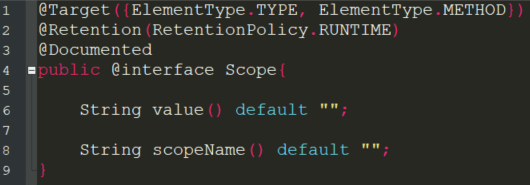 1 @Target({ElementType.TYPE, ElementType.METHOD})
2 @Retention(RetentionPolicy.RUNTIME)
3 @Documented
4 public @interface Scope{
5
6     String value() default "";
7
8     String scopeName() default "";
9 }